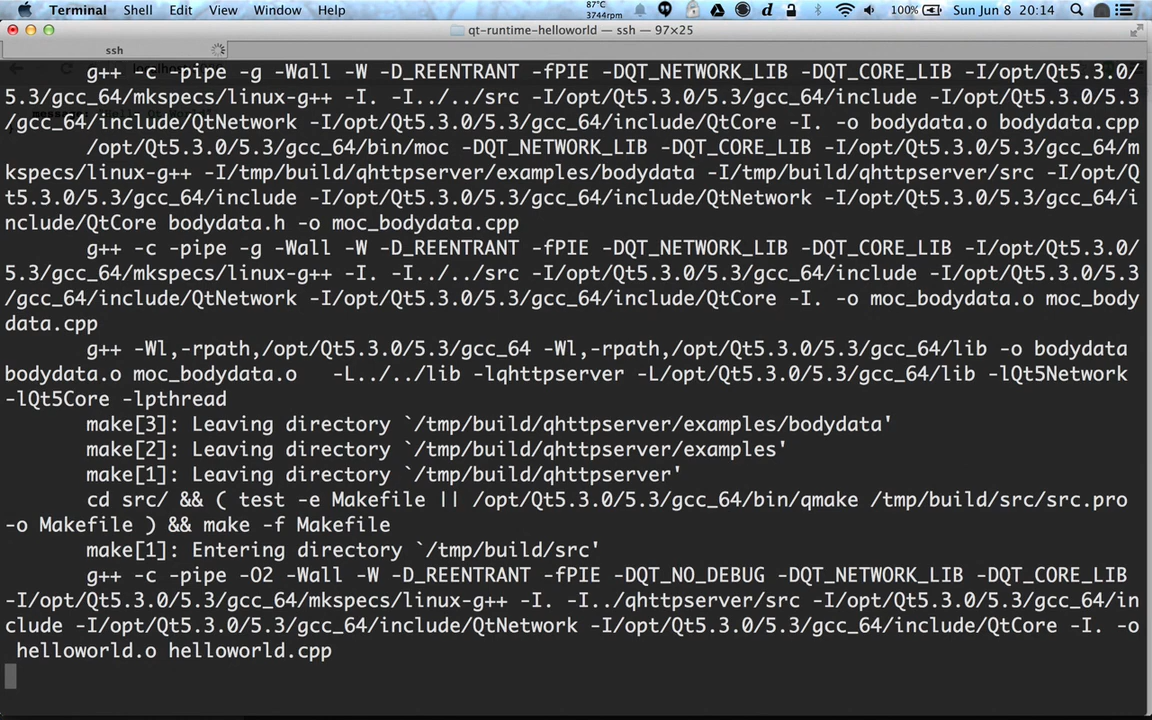 Terminal Shell Edit View Window Help 87°C 3744rpm 100% Sun Jun 8 20:14
qt-runtime-helloworld — ssh — 97×25
ssh
        g++ -c -pipe -g -Wall -W -D_REENTRANT -fPIE -DQT_NETWORK_LIB -DQT_CORE_LIB -I/opt/Qt5.3.0/
5.3/gcc_64/mkspecs/linux-g++ -I. -I../../src -I/opt/Qt5.3.0/5.3/gcc_64/include -I/opt/Qt5.3.0/5.3
/gcc_64/include/QtNetwork -I/opt/Qt5.3.0/5.3/gcc_64/include/QtCore -I. -o bodydata.o bodydata.cpp
        /opt/Qt5.3.0/5.3/gcc_64/bin/moc -DQT_NETWORK_LIB -DQT_CORE_LIB -I/opt/Qt5.3.0/5.3/gcc_64/m
kspecs/linux-g++ -I/tmp/build/qhttpserver/examples/bodydata -I/tmp/build/qhttpserver/src -I/opt/Q
t5.3.0/5.3/gcc_64/include -I/opt/Qt5.3.0/5.3/gcc_64/include/QtNetwork -I/opt/Qt5.3.0/5.3/gcc_64/i
nclude/QtCore bodydata.h -o moc_bodydata.cpp
        g++ -c -pipe -g -Wall -W -D_REENTRANT -fPIE -DQT_NETWORK_LIB -DQT_CORE_LIB -I/opt/Qt5.3.0/
5.3/gcc_64/mkspecs/linux-g++ -I. -I../../src -I/opt/Qt5.3.0/5.3/gcc_64/include -I/opt/Qt5.3.0/5.3
/gcc_64/include/QtNetwork -I/opt/Qt5.3.0/5.3/gcc_64/include/QtCore -I. -o moc_bodydata.o moc_body
data.cpp
        g++ -Wl,-rpath,/opt/Qt5.3.0/5.3/gcc_64 -Wl,-rpath,/opt/Qt5.3.0/5.3/gcc_64/lib -o bodydata
bodydata.o moc_bodydata.o   -L../../lib -lqhttpserver -L/opt/Qt5.3.0/5.3/gcc_64/lib -lQt5Network
-lQt5Core -lpthread
        make[3]: Leaving directory `/tmp/build/qhttpserver/examples/bodydata'
        make[2]: Leaving directory `/tmp/build/qhttpserver/examples'
        make[1]: Leaving directory `/tmp/build/qhttpserver'
        cd src/ && ( test -e Makefile || /opt/Qt5.3.0/5.3/gcc_64/bin/qmake /tmp/build/src/src.pro
-o Makefile ) && make -f Makefile
        make[1]: Entering directory `/tmp/build/src'
        g++ -c -pipe -O2 -Wall -W -D_REENTRANT -fPIE -DQT_NO_DEBUG -DQT_NETWORK_LIB -DQT_CORE_LIB
-I/opt/Qt5.3.0/5.3/gcc_64/mkspecs/linux-g++ -I. -I../qhttpserver/src -I/opt/Qt5.3.0/5.3/gcc_64/in
clude -I/opt/Qt5.3.0/5.3/gcc_64/include/QtNetwork -I/opt/Qt5.3.0/5.3/gcc_64/include/QtCore -I. -o
 helloworld.o helloworld.cpp